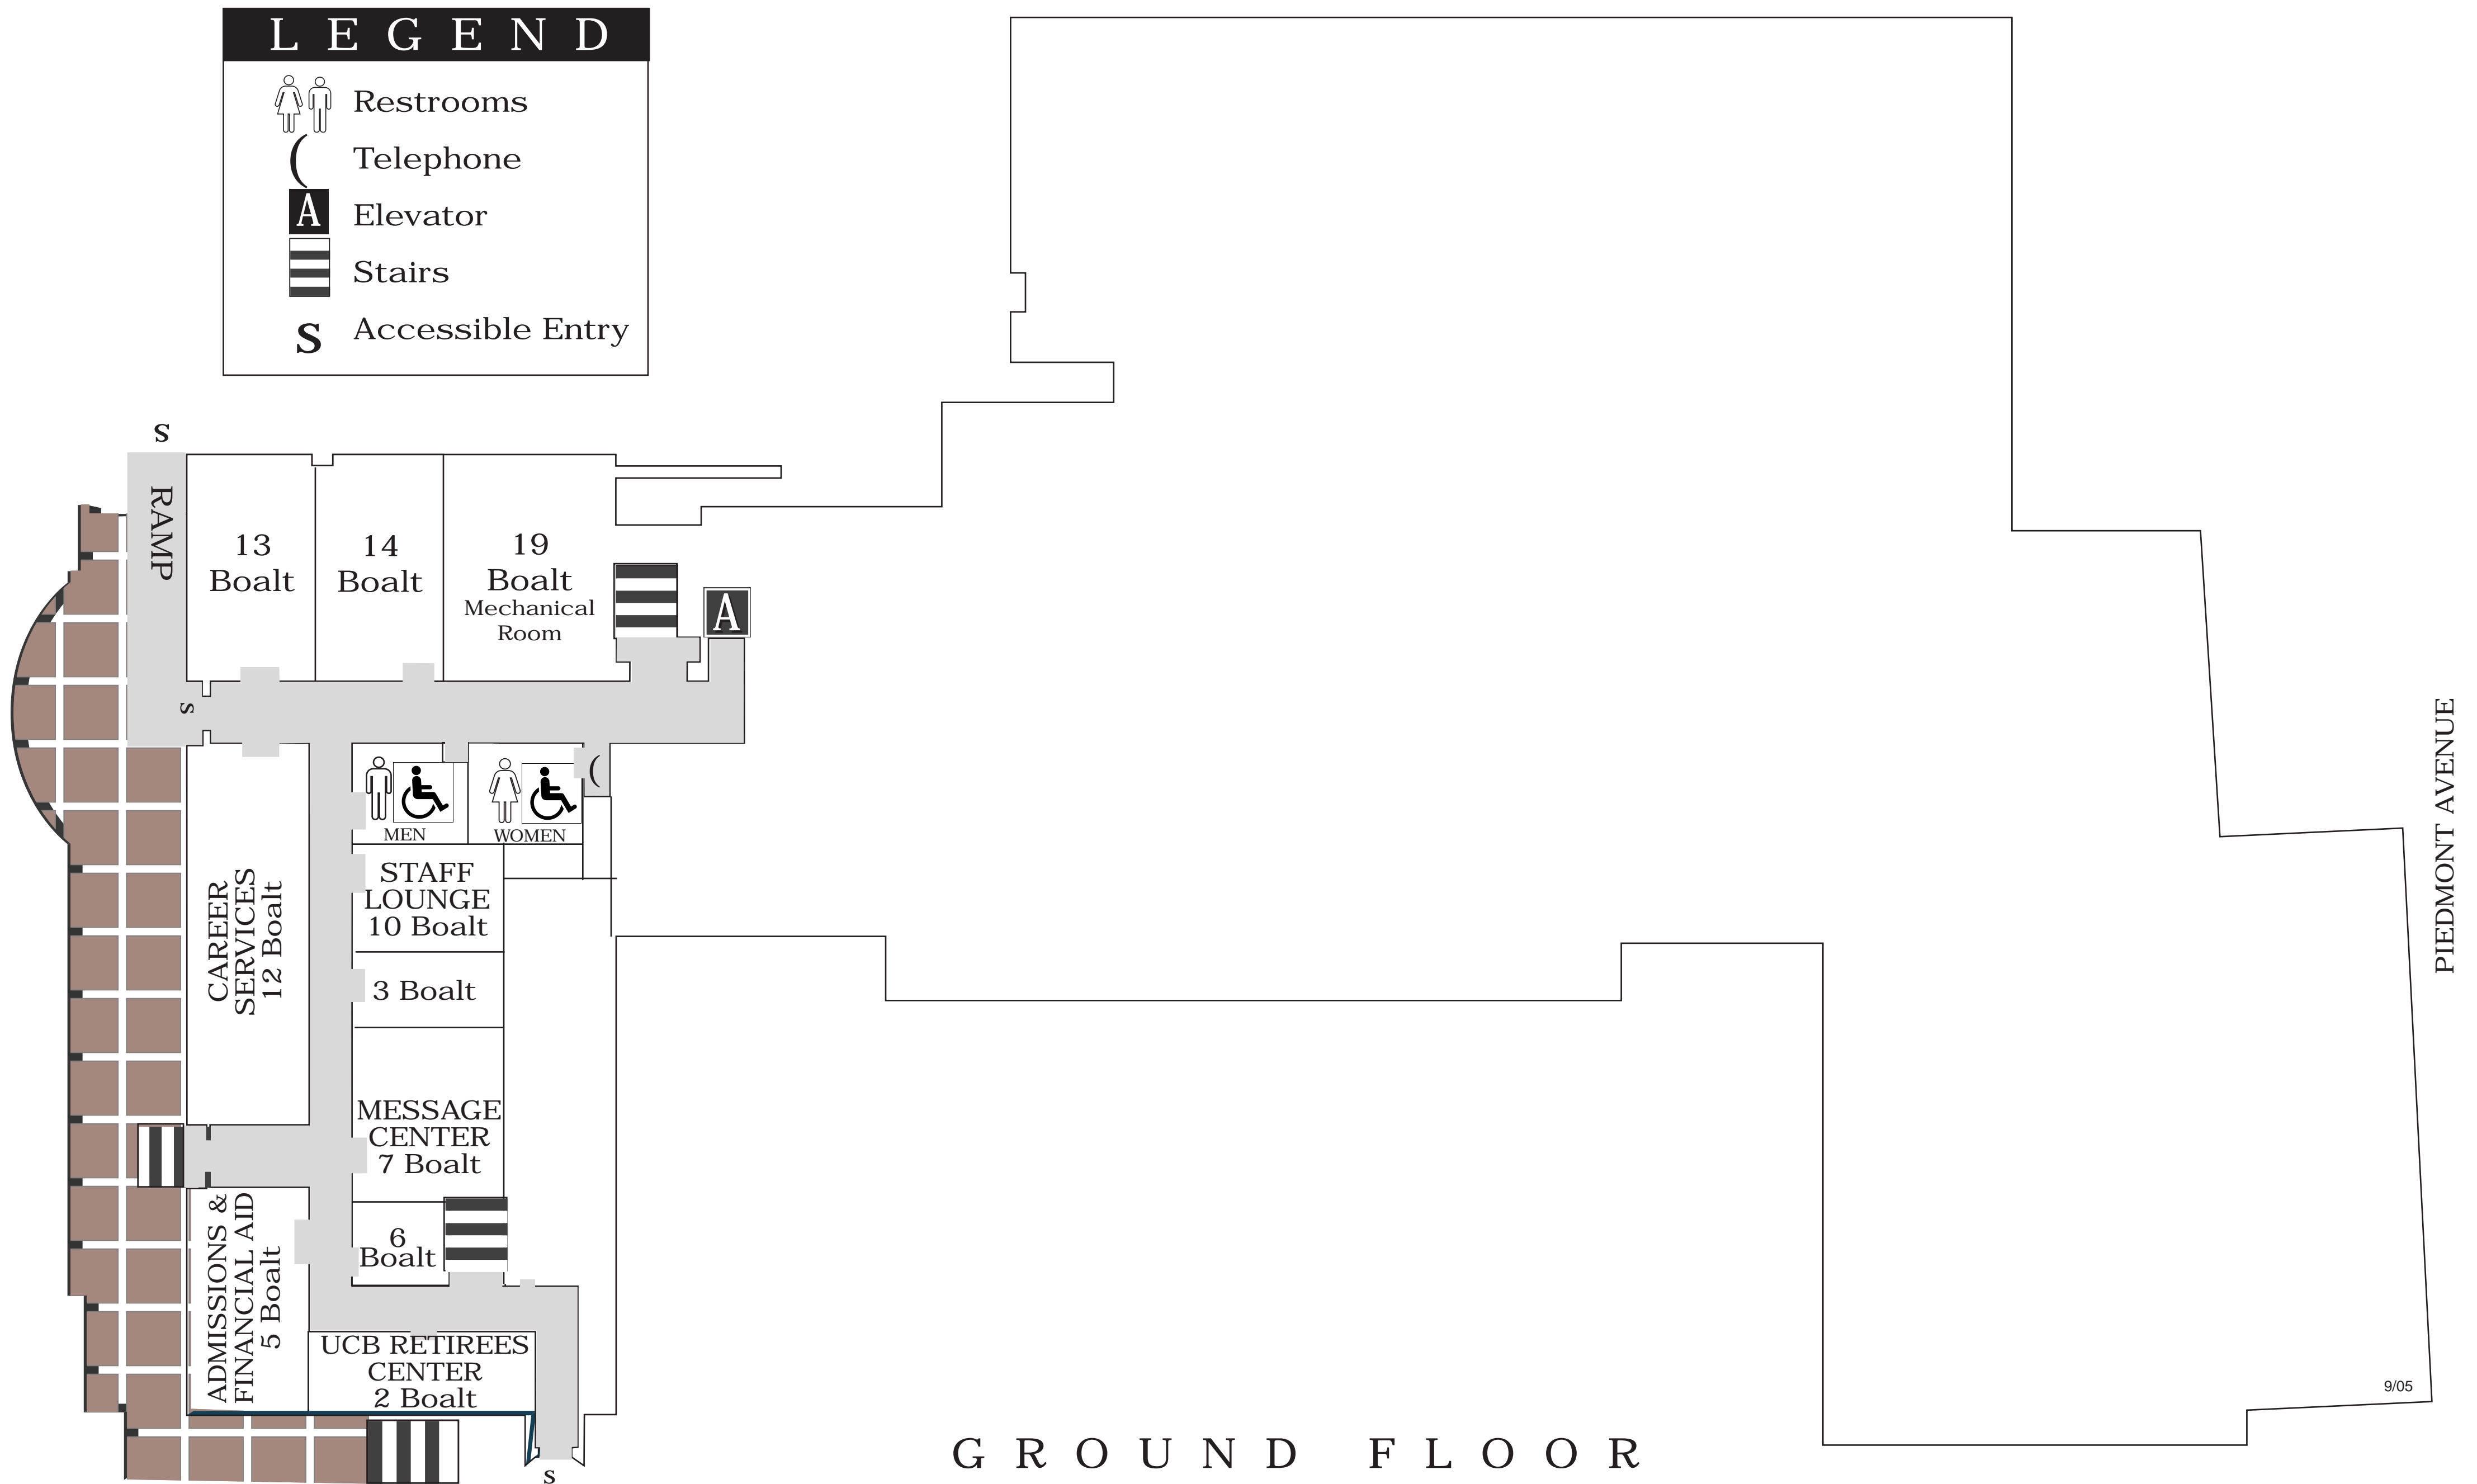 LEGEND
Restrooms
( Telephone
A Elevator
Stairs
S Accessible Entry
S
RAMP
13
Boalt
14
Boalt
19
Boalt
Mechanical
Room
A
S
MEN
WOMEN
(
STAFF
LOUNGE
10 Boalt
CAREER
SERVICES
12 Boalt
3 Boalt
MESSAGE
CENTER
7 Boalt
6
Boalt
ADMISSIONS &
FINANCIAL AID
5 Boalt
UCB RETIREES
CENTER
2 Boalt
S
PIEDMONT AVENUE
9/05
GROUND FLOOR